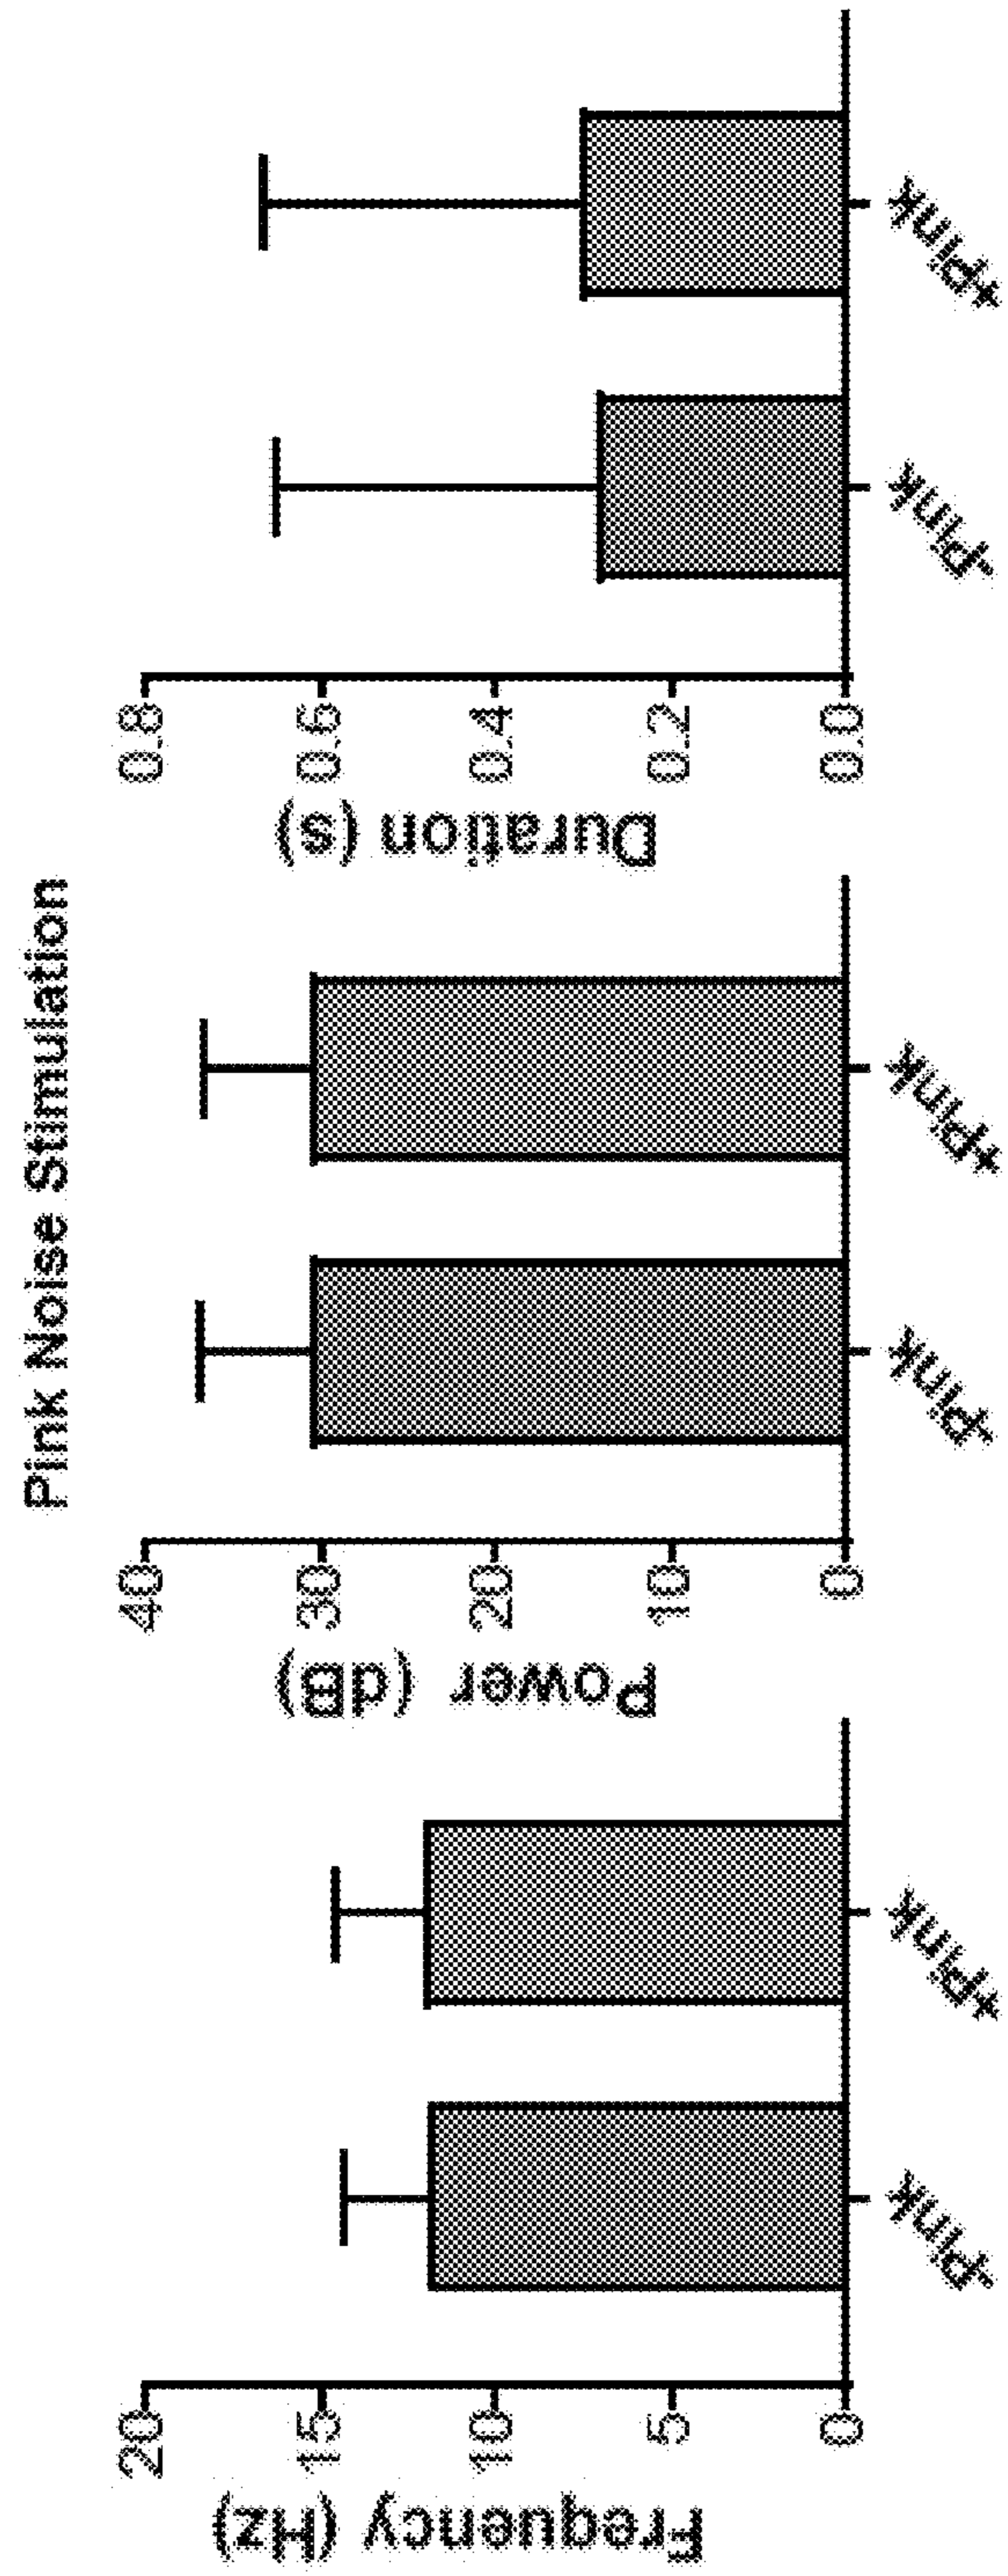 Pink Noise Stimulation
Frequency (Hz)
20
15
10
5
0
-Pink
+Pink
Power (dB)
40
30
20
10
0
-Pink
+Pink
Duration (s)
0.8
0.6
0.4
0.2
0.0
-Pink
+Pink